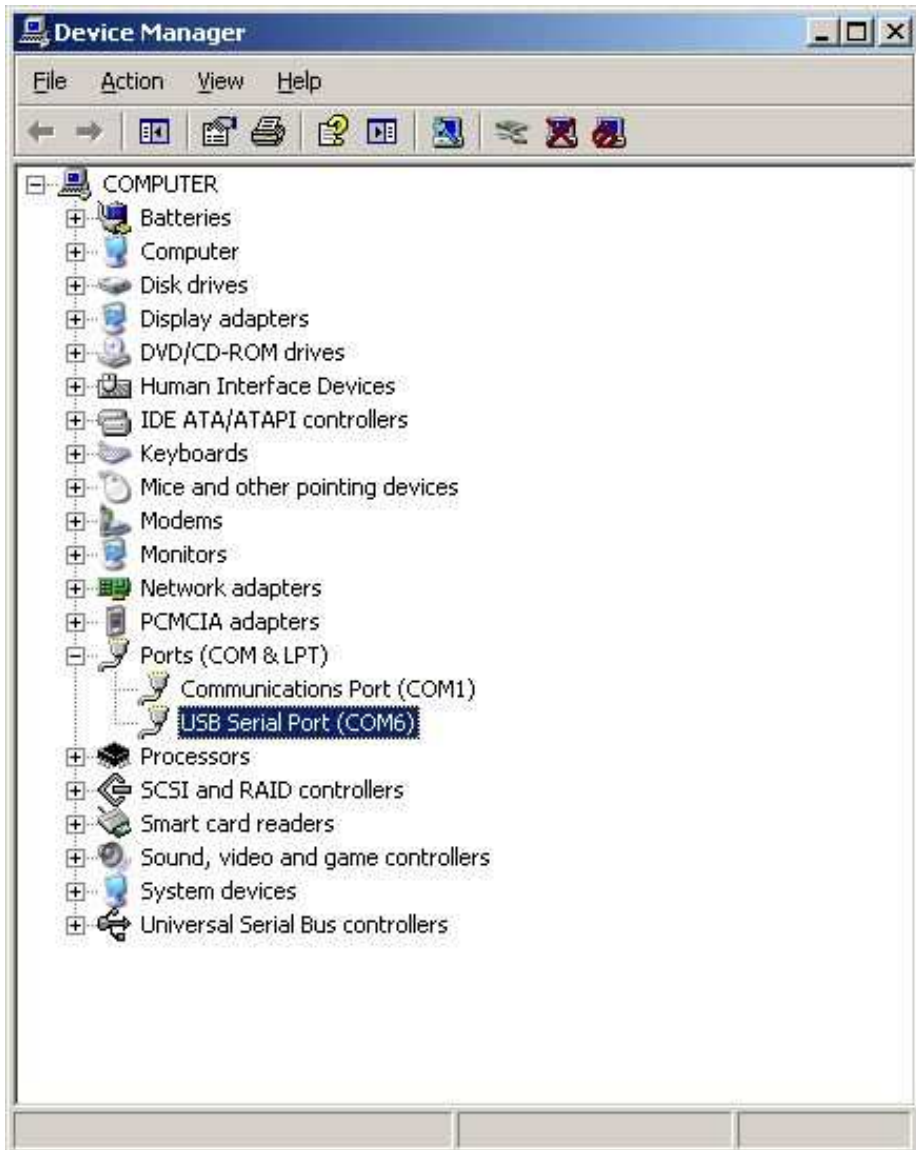 Device Manager
File Action View Help
COMPUTER
Batteries
Computer
Disk drives
Display adapters
DVD/CD-ROM drives
Human Interface Devices
IDE ATA/ATAPI controllers
Keyboards
Mice and other pointing devices
Modems
Monitors
Network adapters
PCMCIA adapters
Ports (COM & LPT)
Communications Port (COM1)
USB Serial Port (COM6)
Processors
SCSI and RAID controllers
Smart card readers
Sound, video and game controllers
System devices
Universal Serial Bus controllers